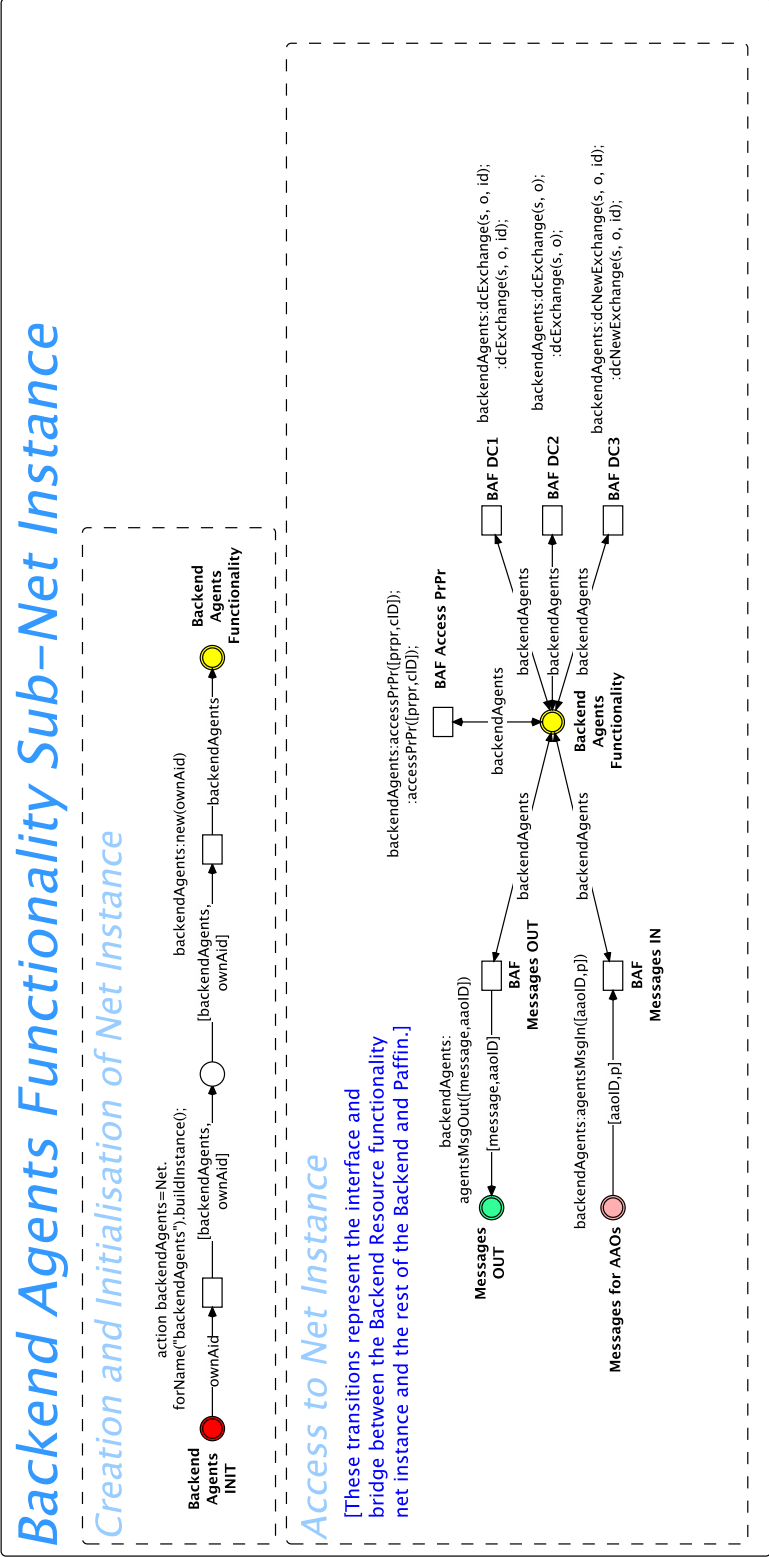 Backend Agents Functionality Sub-Net Instance
Creation and Initialisation of Net Instance
action backendAgents=Net.
forName("backendAgents").buildInstance();
backendAgents:new(ownAid)
Backend
Agents
INIT
ownAid
[backendAgents,
ownAid]
[backendAgents,
ownAid]
backendAgents
Backend
Agents
Functionality
Access to Net Instance
[These transitions represent the interface and
bridge between the Backend Resource functionality
net instance and the rest of the Backend and Paffin.]
backendAgents:accessPrPr([prpr,cID]);
:accessPrPr([prpr,cID]);
BAF Access PrPr
backendAgents
backendAgents:
agentsMsgOut([message,aaoID])
Messages
OUT
[message,aaoID]
BAF
Messages OUT
backendAgents
backendAgents
BAF DC1
backendAgents:dcExchange(s, o, id);
:dcExchange(s, o, id);
backendAgents
BAF DC2
backendAgents:dcExchange(s, o);
:dcExchange(s, o);
Backend
Agents
Functionality
backendAgents:agentsMsgIn([aaoID,p])
Messages for AAOs
[aaoID,p]
BAF
Messages IN
backendAgents
backendAgents
BAF DC3
backendAgents:dcNewExchange(s, o, id);
:dcNewExchange(s, o, id);